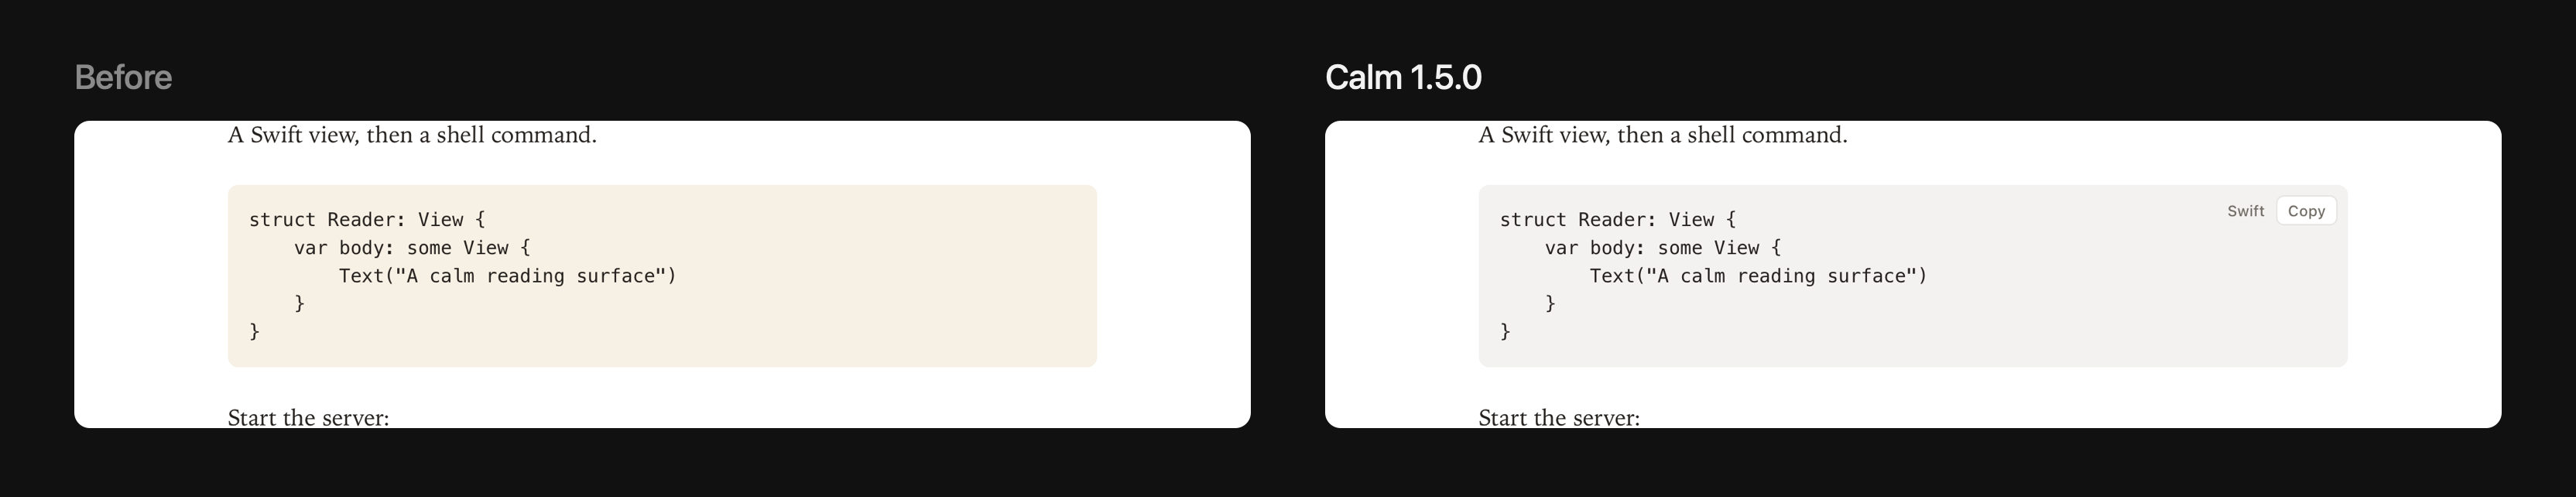 Before
A Swift view, then a shell command.
struct Reader: View {
    var body: some View {
        Text("A calm reading surface")
    }
}
Start the server:
Calm 1.5.0
A Swift view, then a shell command.
Swift Copy
struct Reader: View {
    var body: some View {
        Text("A calm reading surface")
    }
}
Start the server: